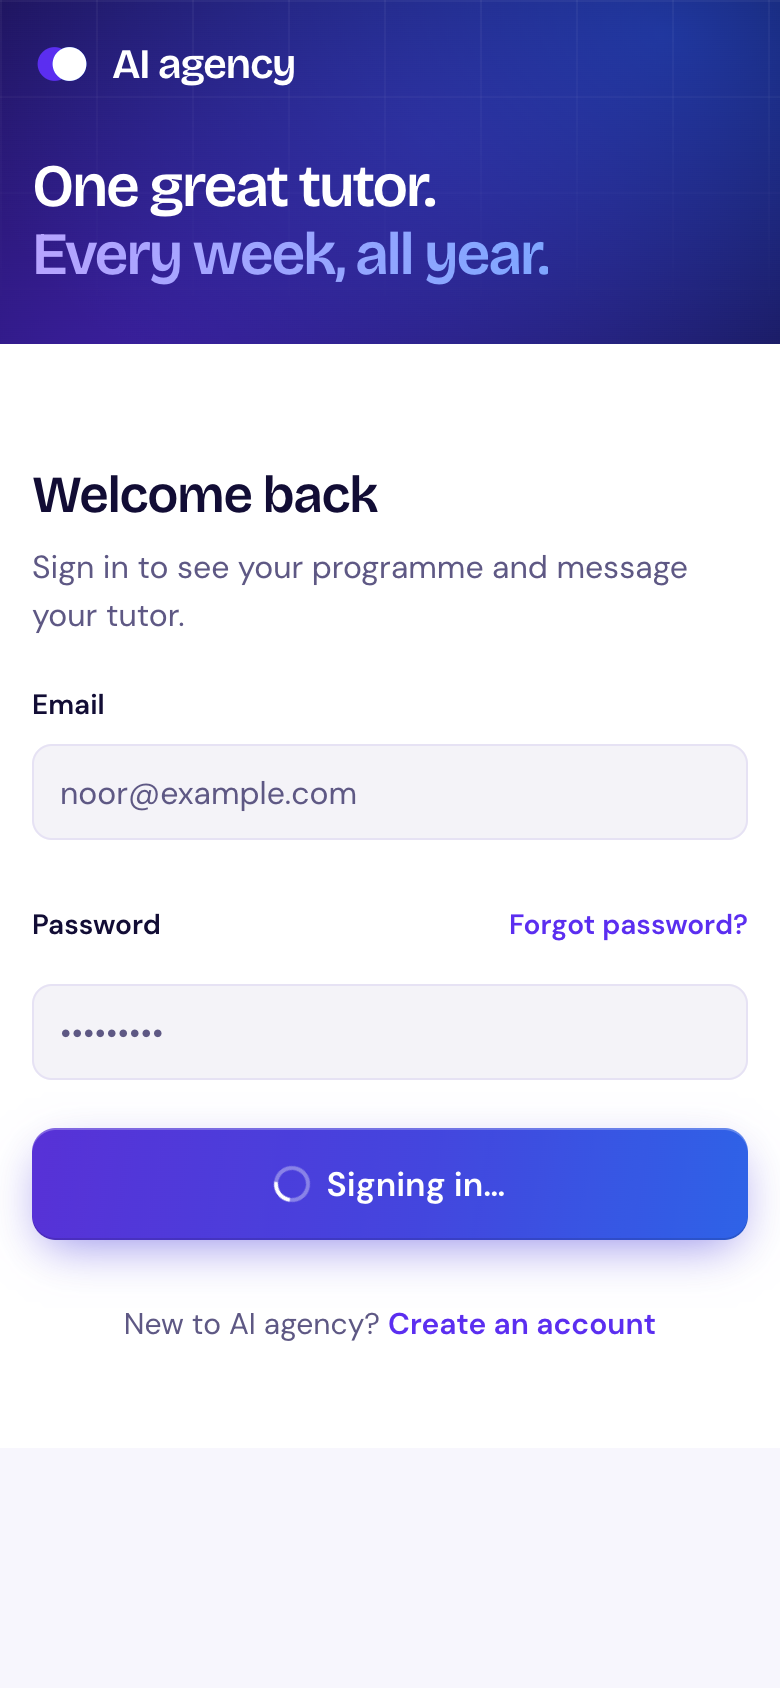 AI agency
One great tutor.
Every week, all year.
Welcome back
Sign in to see your programme and message
your tutor.
Email
noor@example.com
Password
Forgot password?
•••••••••
Signing in...
New to AI agency? Create an account